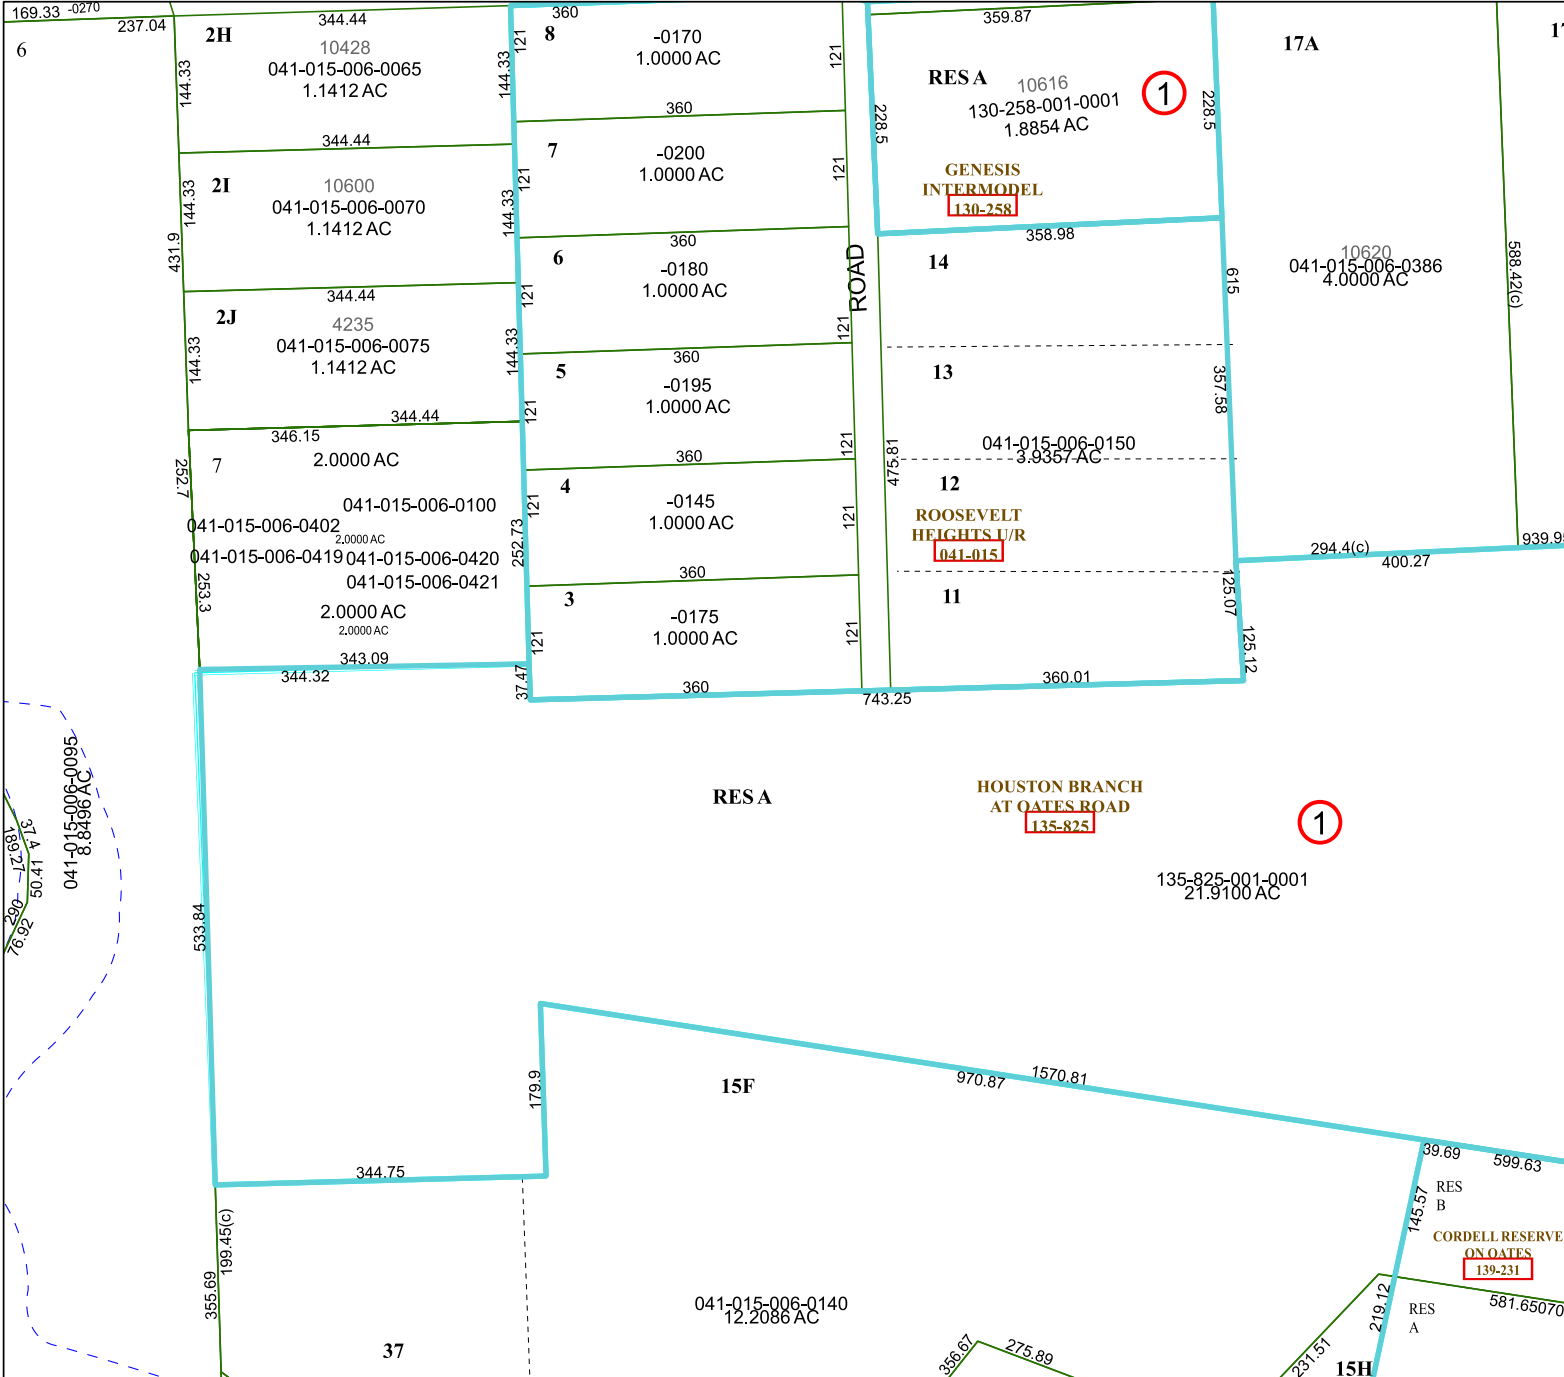 169.33 -0270
237.04
6
431.9
2H
344.44
10428
041-015-006-0065
1.1412 AC
144.33
144.33
344.44
2I
10600
041-015-006-0070
1.1412 AC
144.33
144.33
344.44
2J
4235
041-015-006-0075
1.1412 AC
144.33
144.33
344.44
346.15
7
2.0000 AC
041-015-006-0100
041-015-006-0402
2.0000 AC
041-015-006-0419
041-015-006-0420
041-015-006-0421
2.0000 AC
2.0000 AC
252.7
253.3
252.73
343.09
344.32
37.47
360
8
-0170
1.0000 AC
121
121
360
7
-0200
1.0000 AC
121
121
360
6
-0180
1.0000 AC
121
121
360
5
-0195
1.0000 AC
121
121
360
4
-0145
1.0000 AC
121
121
360
3
-0175
1.0000 AC
121
121
360
743.25
360.01
ROAD
359.87
RES A
10616
130-258-001-0001
1.8854 AC
1
228.5
228.5
GENESIS
INTERMODEL
130-258
358.98
14
615
13
357.58
475.81
041-015-006-0150
3.9357 AC
12
ROOSEVELT
HEIGHTS U/R
041-015
11
125.07
125.12
17A
17
10620
041-015-006-0386
4.0000 AC
588.42(c)
294.4(c)
939.95
400.27
041-015-006-0095
8.8496 AC
37.4
189.27
50.41
290
76.92
RES A
HOUSTON BRANCH
AT OATES ROAD
135-825
1
135-825-001-0001
21.9100 AC
533.84
179.9
344.75
15F
970.87
1570.81
39.69
599.63
RES
B
145.57
CORDELL RESERVE
ON OATES
139-231
581.65070
219.12
RES
A
231.51
15H
199.45(c)
355.69
37
041-015-006-0140
12.2086 AC
356.67
275.89